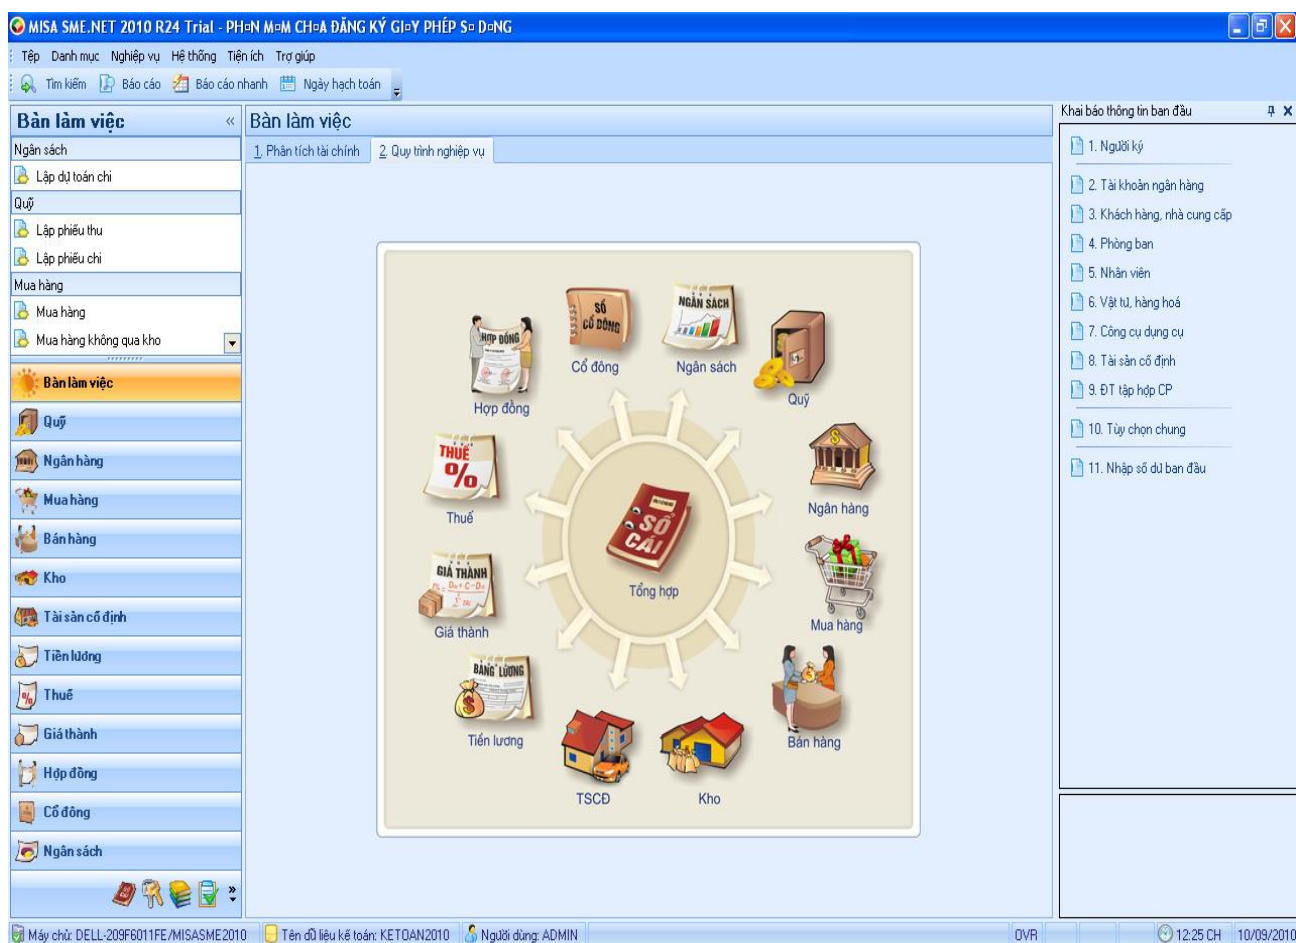 MISA SME.NET 2010 R24 Trial - PH¤N M¤M CH¤A ĐĂNG KÝ GI¤Y PHÉP S¤ D¤NG
Tệp Danh mục Nghiệp vụ Hệ thống Tiện ích Trợ giúp
Tìm kiếm Báo cáo Báo cáo nhanh Ngày hạch toán
Bàn làm việc «
Ngân sách
Lập dự toán chi
Quỹ
Lập phiếu thu
Lập phiếu chi
Mua hàng
Mua hàng
Mua hàng không qua kho
Bàn làm việc
Quỹ
Ngân hàng
Mua hàng
Bán hàng
Kho
Tài sản cố định
Tiền lương
Thuế
Giá thành
Hợp đồng
Cổ đông
Ngân sách
»
Bàn làm việc
1. Phân tích tài chính 2. Quy trình nghiệp vụ
HỢP ĐỒNG
Hợp đồng
SỔ
CỔ ĐÔNG
Cổ đông
NGÂN SÁCH
Ngân sách
Quỹ
Ngân hàng
Mua hàng
Bán hàng
Kho
TSCĐ
BẢNG LƯƠNG
Tiền lương
GIÁ THÀNH
Giá thành
THUẾ
%
Thuế
SỔ
CÁI
Tổng hợp
Khai báo thông tin ban đầu
1. Người ký
2. Tài khoản ngân hàng
3. Khách hàng, nhà cung cấp
4. Phòng ban
5. Nhân viên
6. Vật tư, hàng hoá
7. Công cụ dụng cụ
8. Tài sản cố định
9. ĐT tập hợp CP
10. Tùy chọn chung
11. Nhập số dư ban đầu
Máy chủ: DELL-209F6011FE/MISASME2010 Tên dữ liệu kế toán: KETOAN2010 Người dùng: ADMIN OVR 12:25 CH 10/09/2010